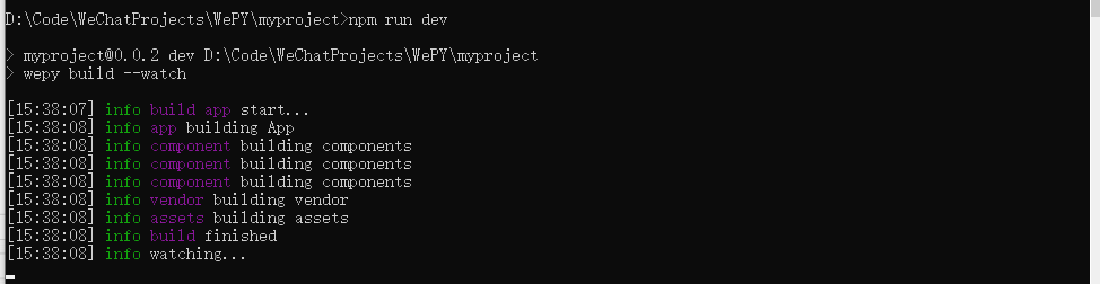 D:\Code\WeChatProjects\WePY\myproject>npm run dev
> myproject@0.0.2 dev D:\Code\WeChatProjects\WePY\myproject
> wepy build --watch
[15:38:07] info build app start...
[15:38:08] info app building App
[15:38:08] info component building components
[15:38:08] info component building components
[15:38:08] info component building components
[15:38:08] info vendor building vendor
[15:38:08] info assets building assets
[15:38:08] info build finished
[15:38:08] info watching...